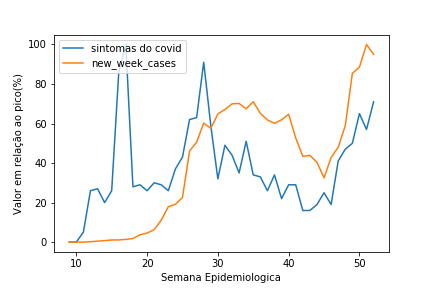 sintomas do covid
new_week_cases
100
80
60
40
20
0
Valor em relação ao pico(%)
10
20
30
40
50
Semana Epidemiologica